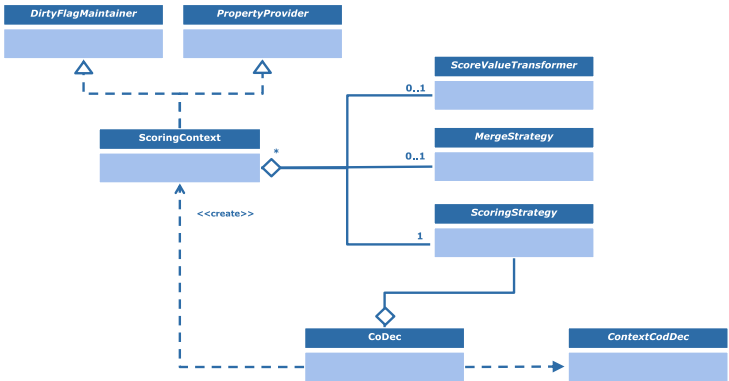 DirtyFlagMaintainer
PropertyProvider
ScoreValueTransformer
0..1
ScoringContext
MergeStrategy
*
0..1
ScoringStrategy
<<create>>
1
CoDec
ContextCodDec